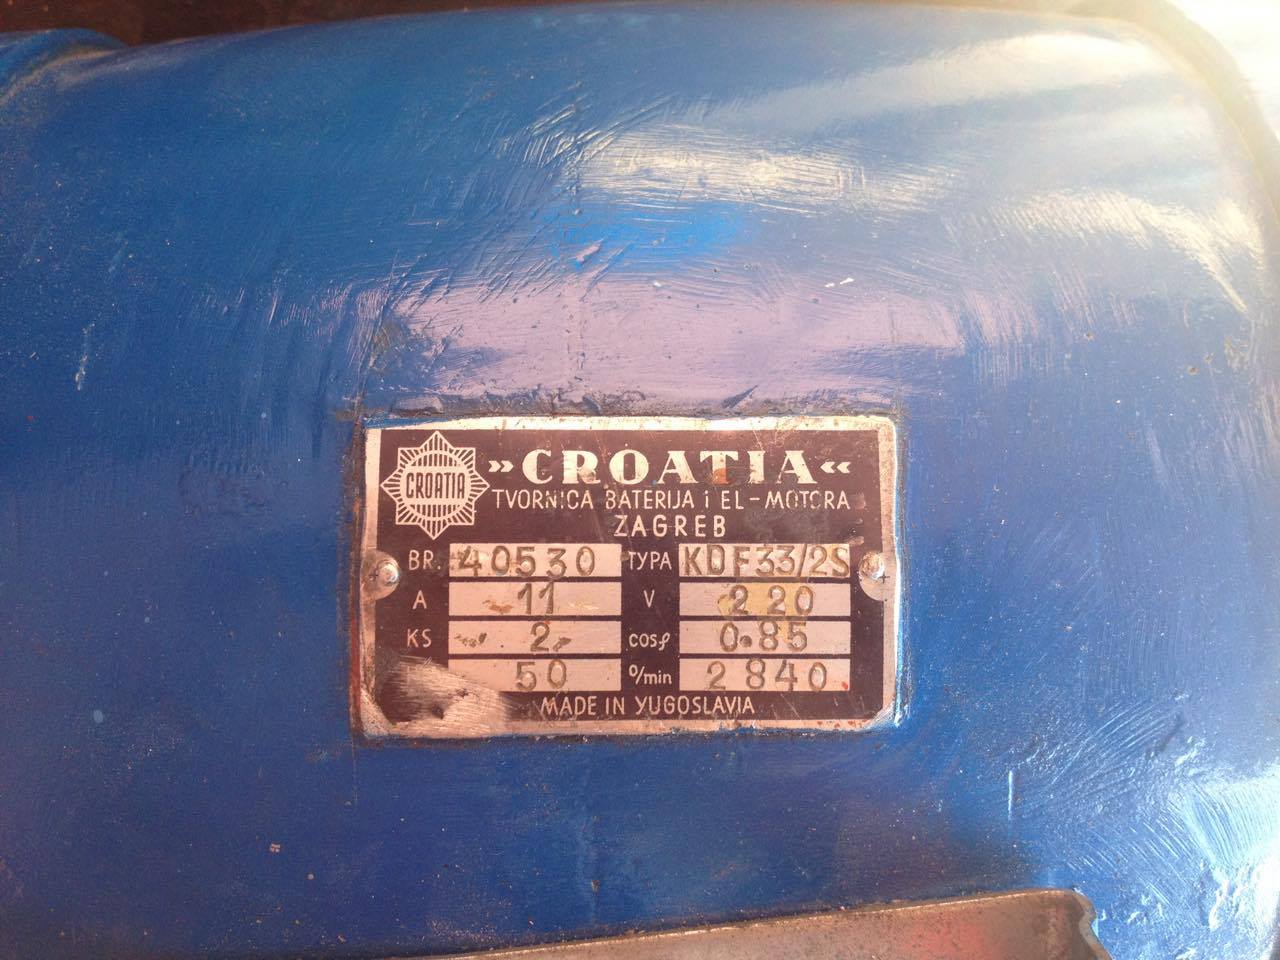 CROATIA
»CROATIA«
TVORNICA BATERIJA i EL-MOTORA
ZAGREB
BR. 40530 TYPA KDF33/2S
A 11 V 220
KS 2 cosφ 0.85
50 º/min 2840
MADE IN YUGOSLAVIA